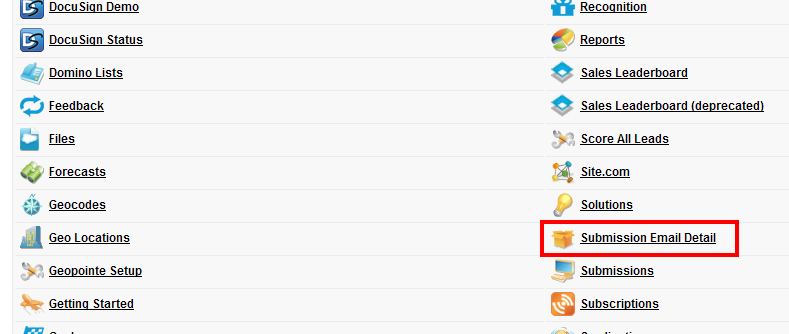 DocuSign Demo
DocuSign Status
Domino Lists
Feedback
Files
Forecasts
Geocodes
Geo Locations
Geopointe Setup
Getting Started
Recognition
Reports
Sales Leaderboard
Sales Leaderboard (deprecated)
Score All Leads
Site.com
Solutions
Submission Email Detail
Submissions
Subscriptions